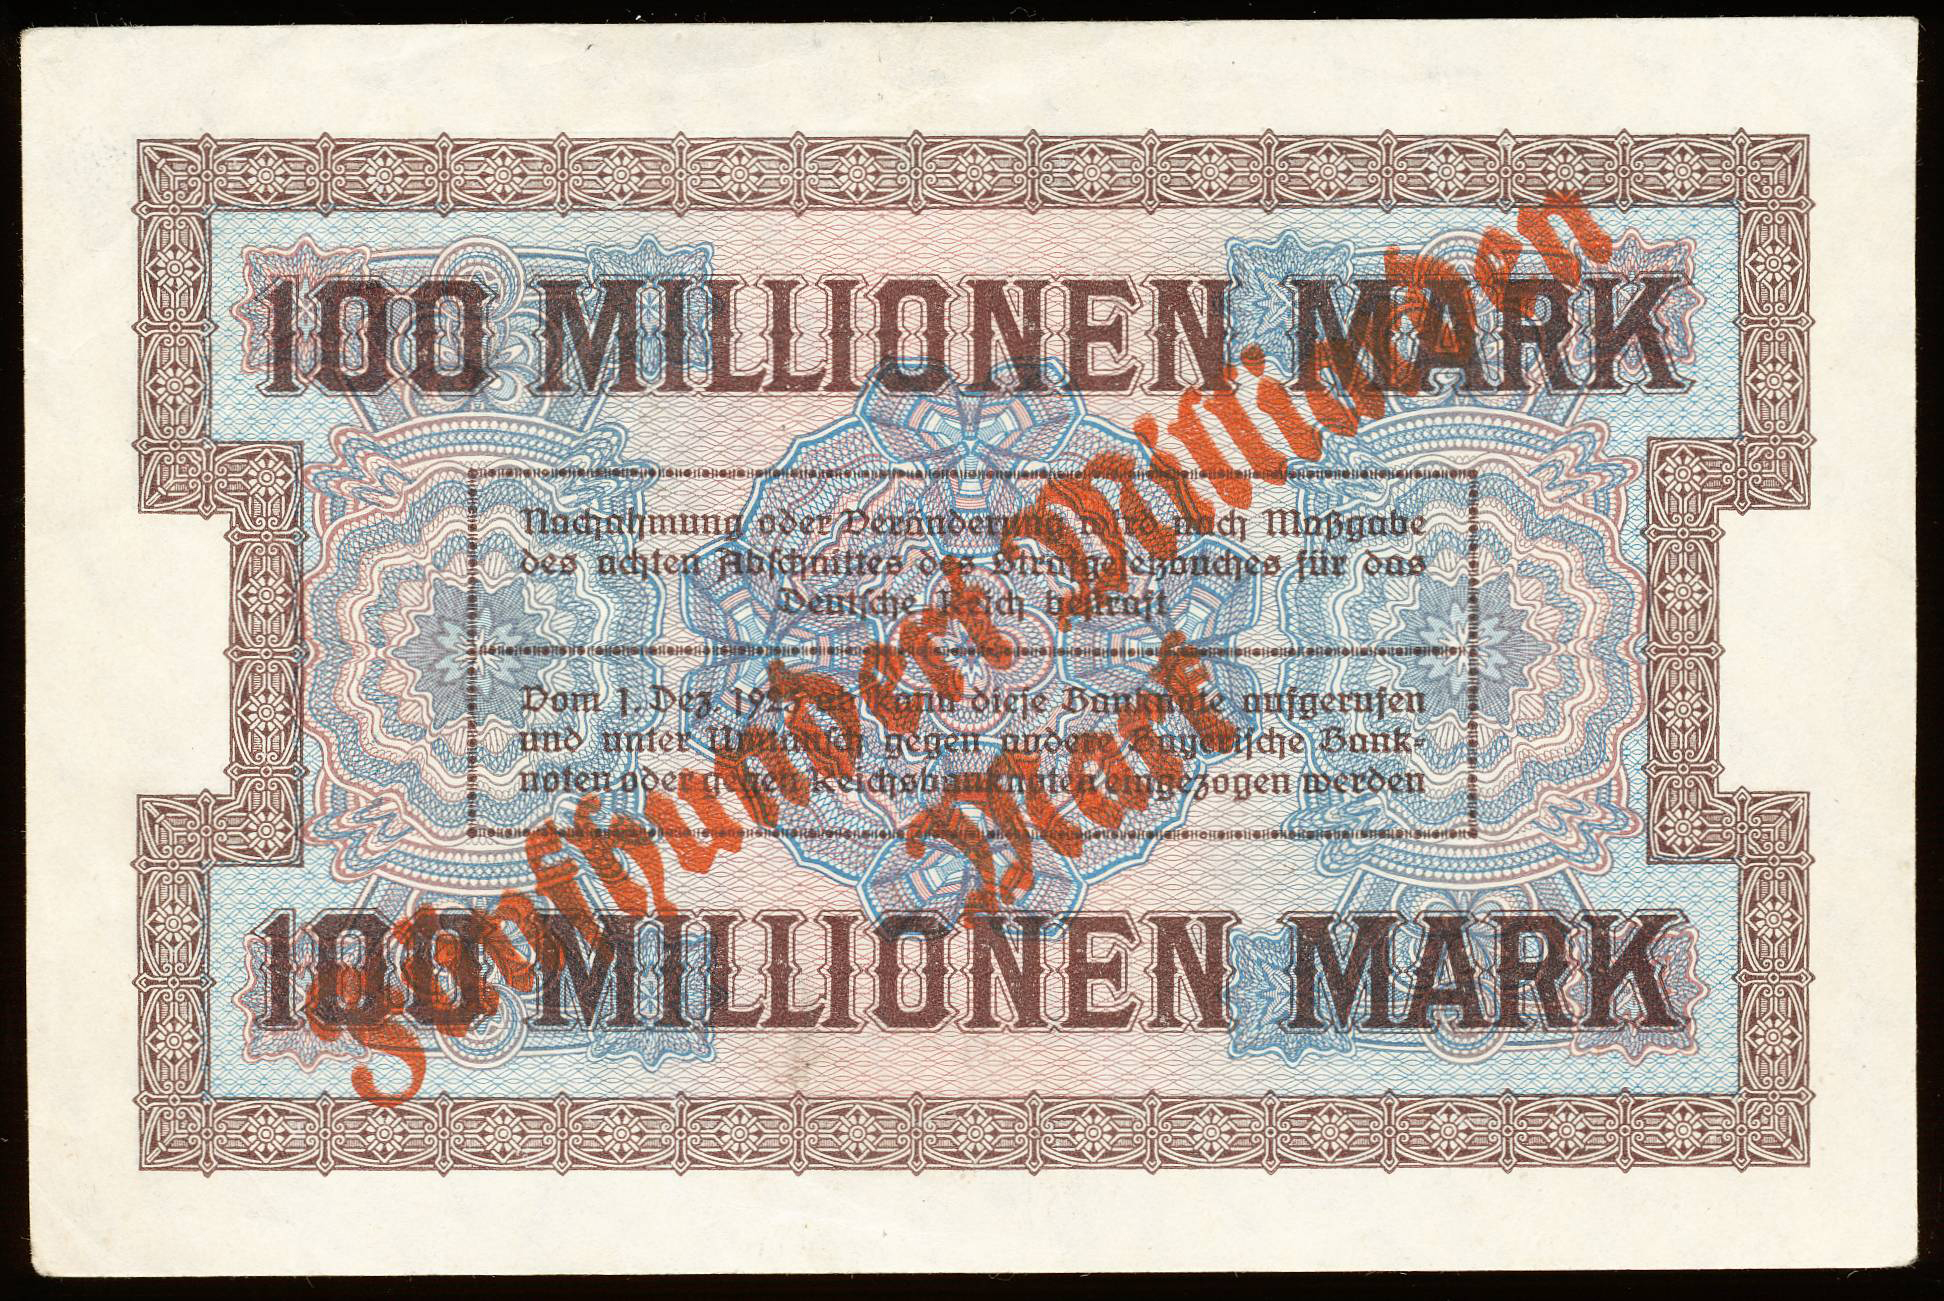 100 MILLIONEN MARK
Nachahmung oder Veränderung wird nach Maßgabe
des achten Abschnittes des Strafgesetzbuches für das
Deutsche Reich bestraft
Vom 1. Dez. 1923 ab kann diese Banknote aufgerufen
und unter Umtausch gegen andere Bayerische Bank-
noten oder gegen Reichsbanknoten eingezogen werden
100 MILLIONEN MARK
Fünfhundert Milliarden
Mark